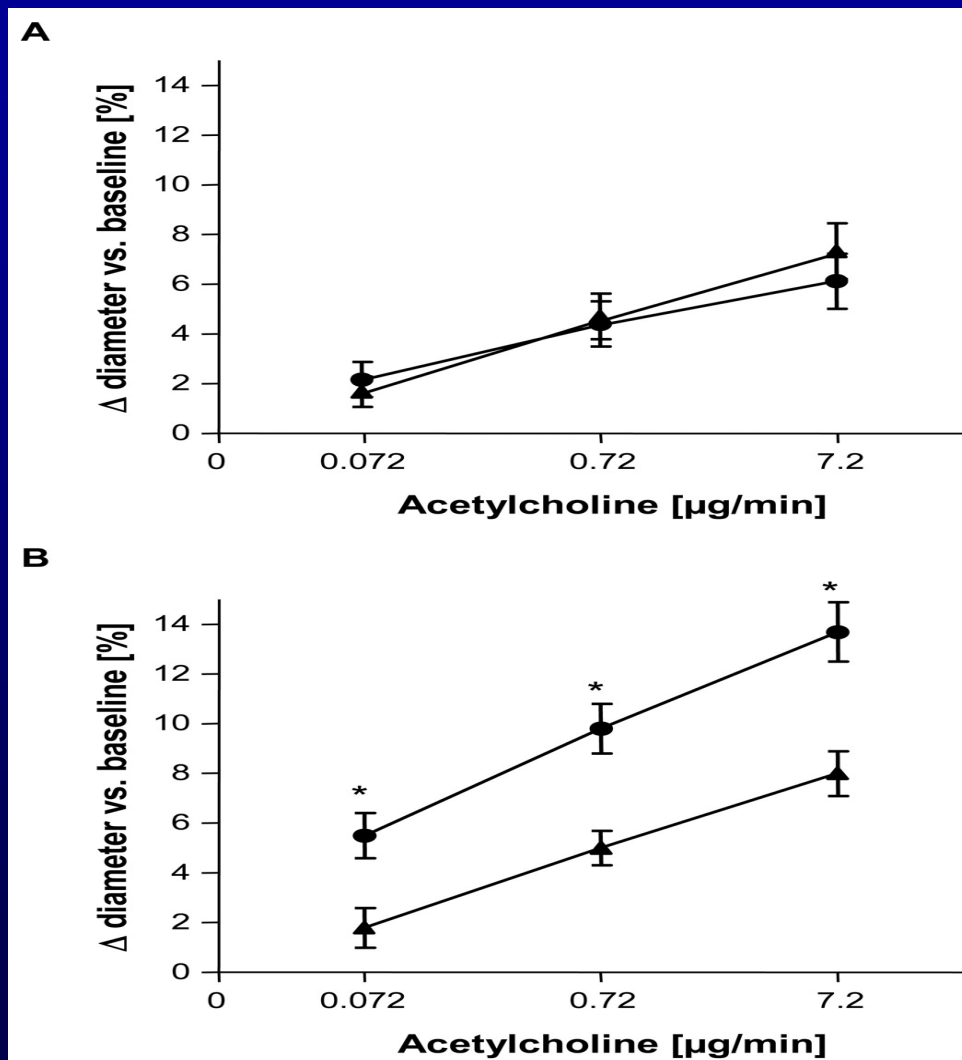 A
Δ diameter vs. baseline [%]
14
12
10
8
6
4
2
0
0 0.072 0.72 7.2
Acetylcholine [µg/min]
B
Δ diameter vs. baseline [%]
*
14
*
12
10
*
8
6
4
2
0
0 0.072 0.72 7.2
Acetylcholine [µg/min]